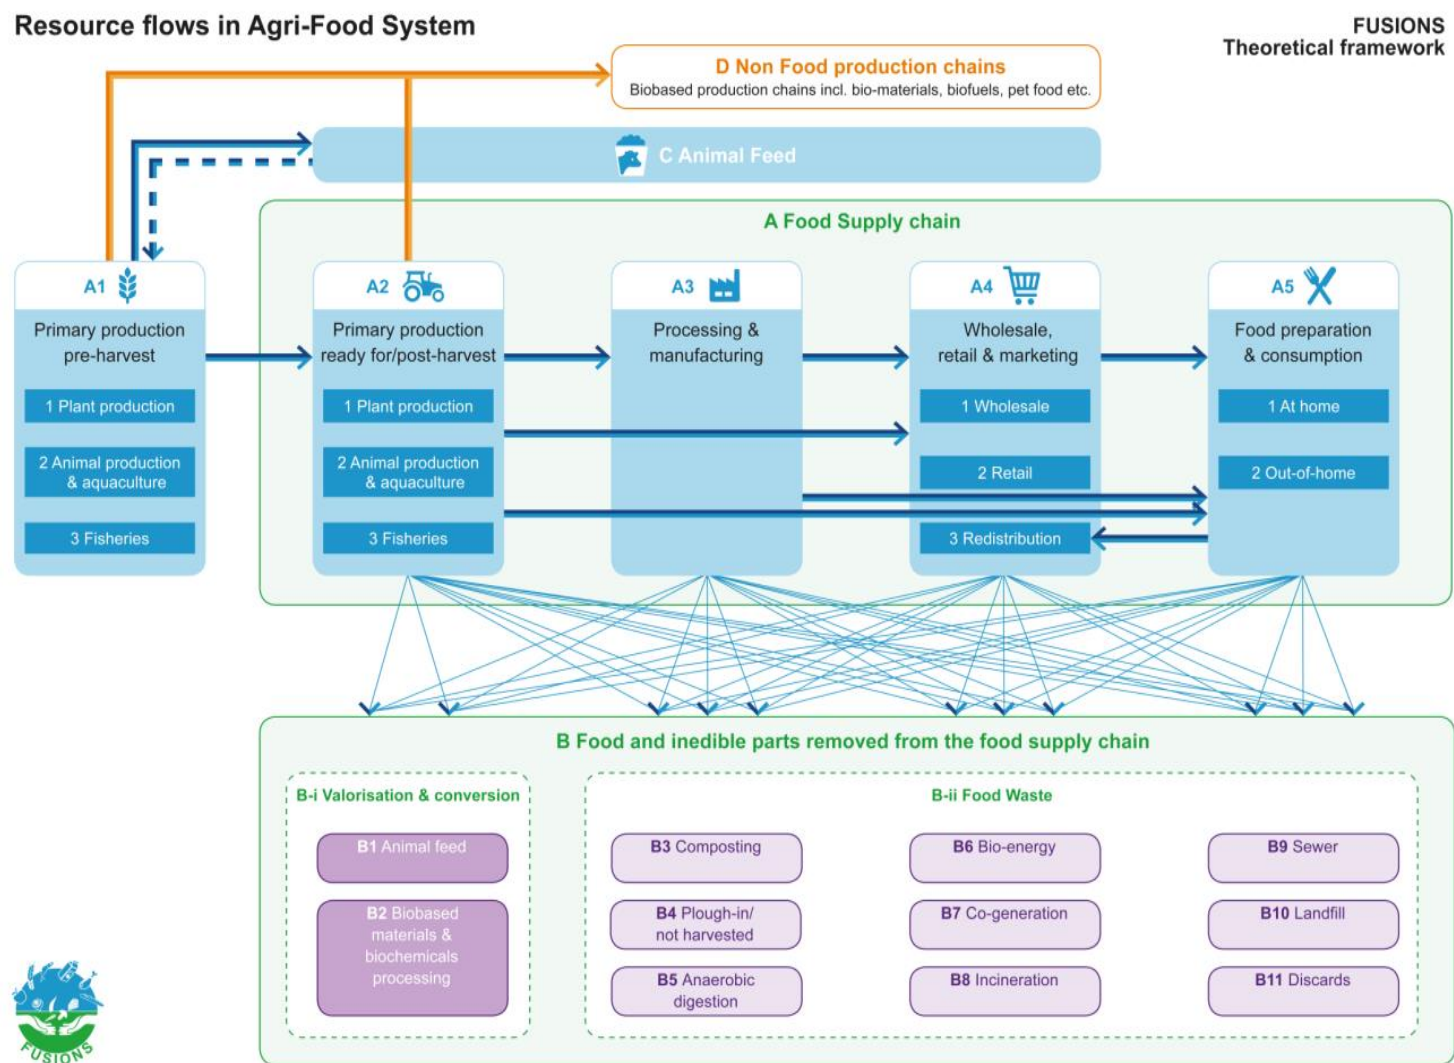 Resource flows in Agri-Food System
FUSIONS
Theoretical framework
D Non Food production chains
Biobased production chains incl. bio-materials, biofuels, pet food etc.
C Animal Feed
A Food Supply chain
A1
Primary production
pre-harvest
1 Plant production
2 Animal production
& aquaculture
3 Fisheries
A2
Primary production
ready for/post-harvest
1 Plant production
2 Animal production
& aquaculture
3 Fisheries
A3
Processing &
manufacturing
A4
Wholesale,
retail & marketing
1 Wholesale
2 Retail
3 Redistribution
A5
Food preparation
& consumption
1 At home
2 Out-of-home
B Food and inedible parts removed from the food supply chain
B-i Valorisation & conversion
B1 Animal feed
B2 Biobased
materials &
biochemicals
processing
B-ii Food Waste
B3 Composting
B4 Plough-in/
not harvested
B5 Anaerobic
digestion
B6 Bio-energy
B7 Co-generation
B8 Incineration
B9 Sewer
B10 Landfill
B11 Discards
FUSIONS